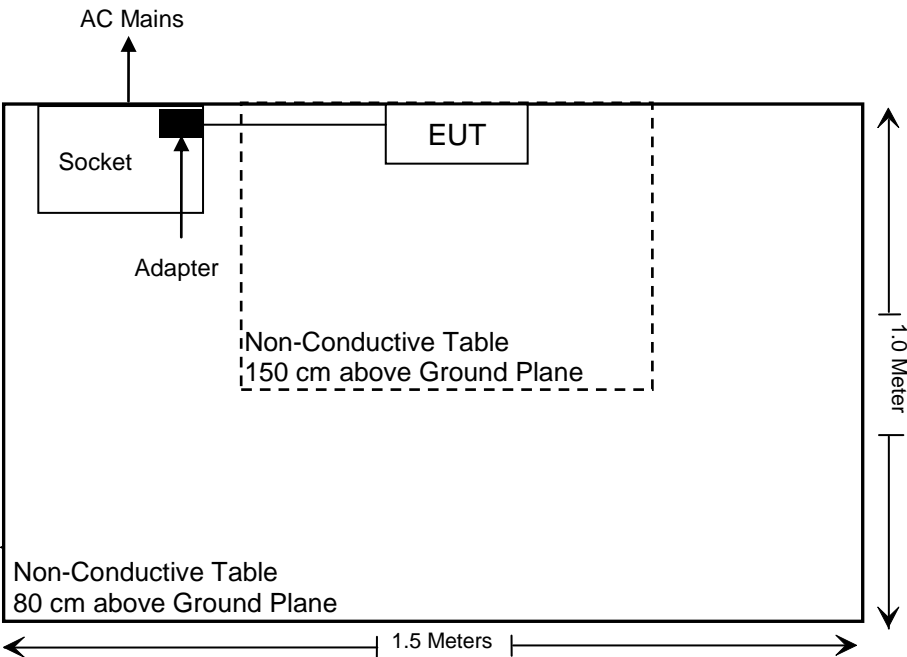 AC Mains
EUT
Socket
Adapter
Non-Conductive Table
150 cm above Ground Plane
1.0 Meter
Non-Conductive Table
80 cm above Ground Plane
1.5 Meters